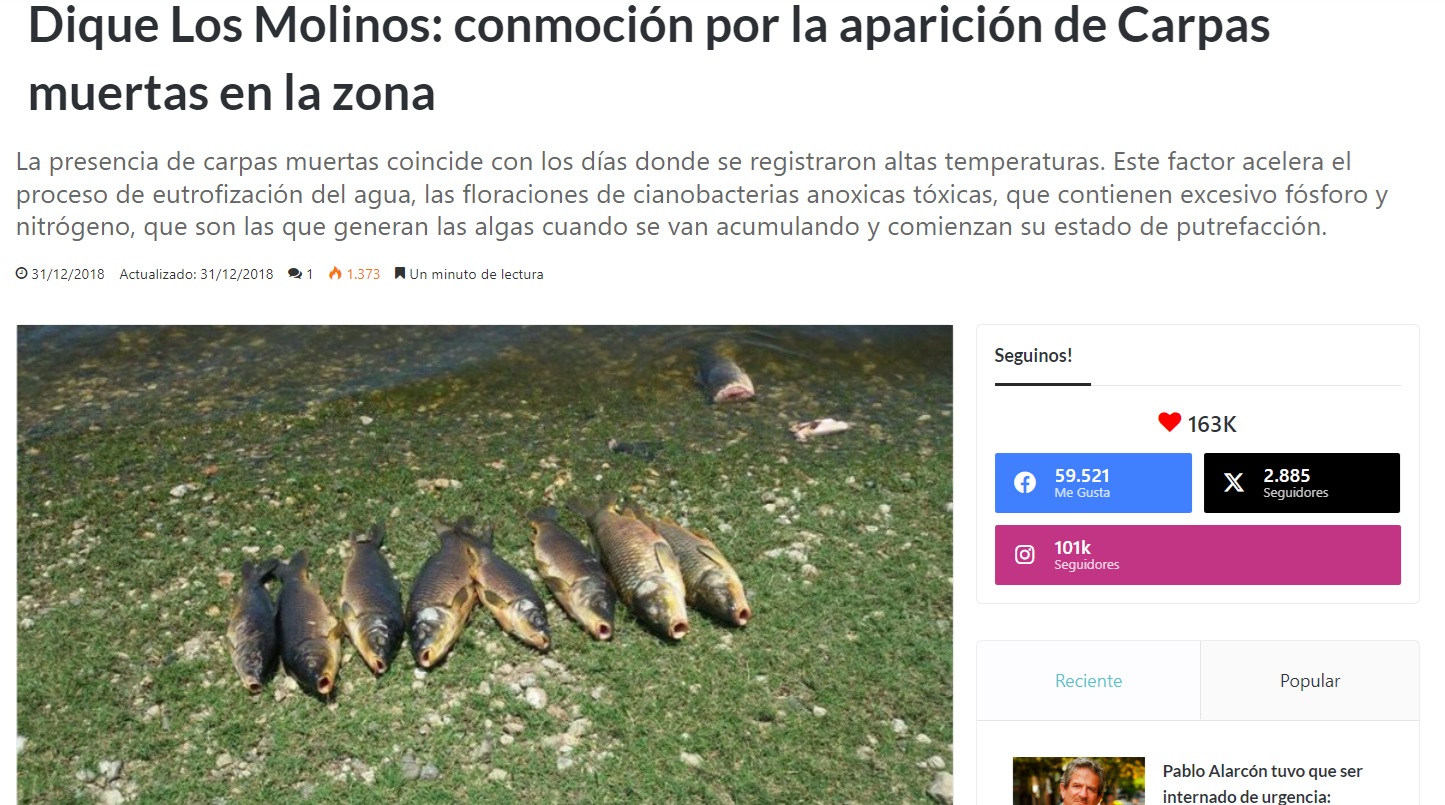 Dique Los Molinos: conmoción por la aparición de Carpas
muertas en la zona
La presencia de carpas muertas coincide con los días donde se registraron altas temperaturas. Este factor acelera el
proceso de eutrofización del agua, las floraciones de cianobacterias anoxicas tóxicas, que contienen excesivo fósforo y
nitrógeno, que son las que generan las algas cuando se van acumulando y comienzan su estado de putrefacción.
31/12/2018 Actualizado: 31/12/2018 1 1.373 Un minuto de lectura
Seguinos!
163K
59.521
Me Gusta
2.885
Seguidores
101k
Seguidores
Reciente
Popular
Pablo Alarcón tuvo que ser
internado de urgencia: